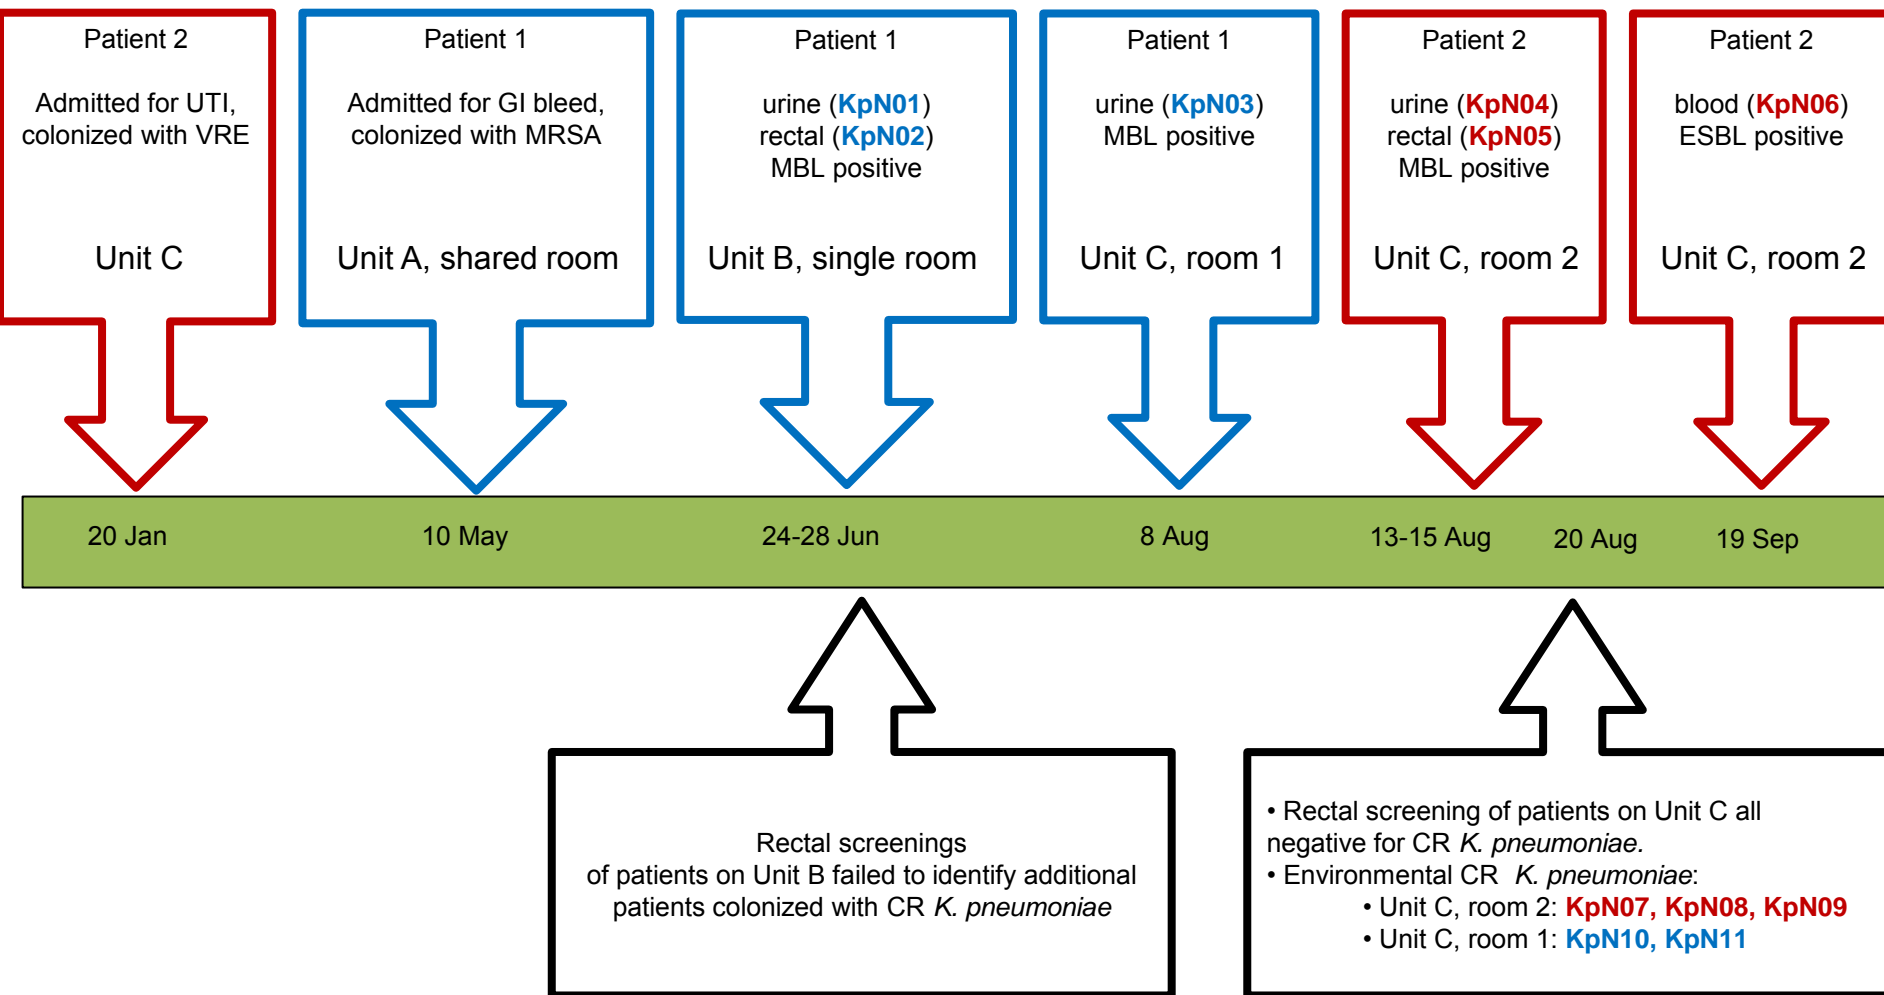 Patient 2
Admitted for UTI,
colonized with VRE
Unit C
Patient 1
Admitted for GI bleed,
colonized with MRSA
Unit A, shared room
Patient 1
urine (KpN01)
rectal (KpN02)
MBL positive
Unit B, single room
Patient 1
urine (KpN03)
MBL positive
Unit C, room 1
Patient 2
urine (KpN04)
rectal (KpN05)
MBL positive
Unit C, room 2
Patient 2
blood (KpN06)
ESBL positive
Unit C, room 2
20 Jan
10 May
24-28 Jun
8 Aug
13-15 Aug
20 Aug
19 Sep
Rectal screenings
of patients on Unit B failed to identify additional
patients colonized with CR K. pneumoniae
• Rectal screening of patients on Unit C all
negative for CR K. pneumoniae.
• Environmental CR K. pneumoniae:
• Unit C, room 2: KpN07, KpN08, KpN09
• Unit C, room 1: KpN10, KpN11